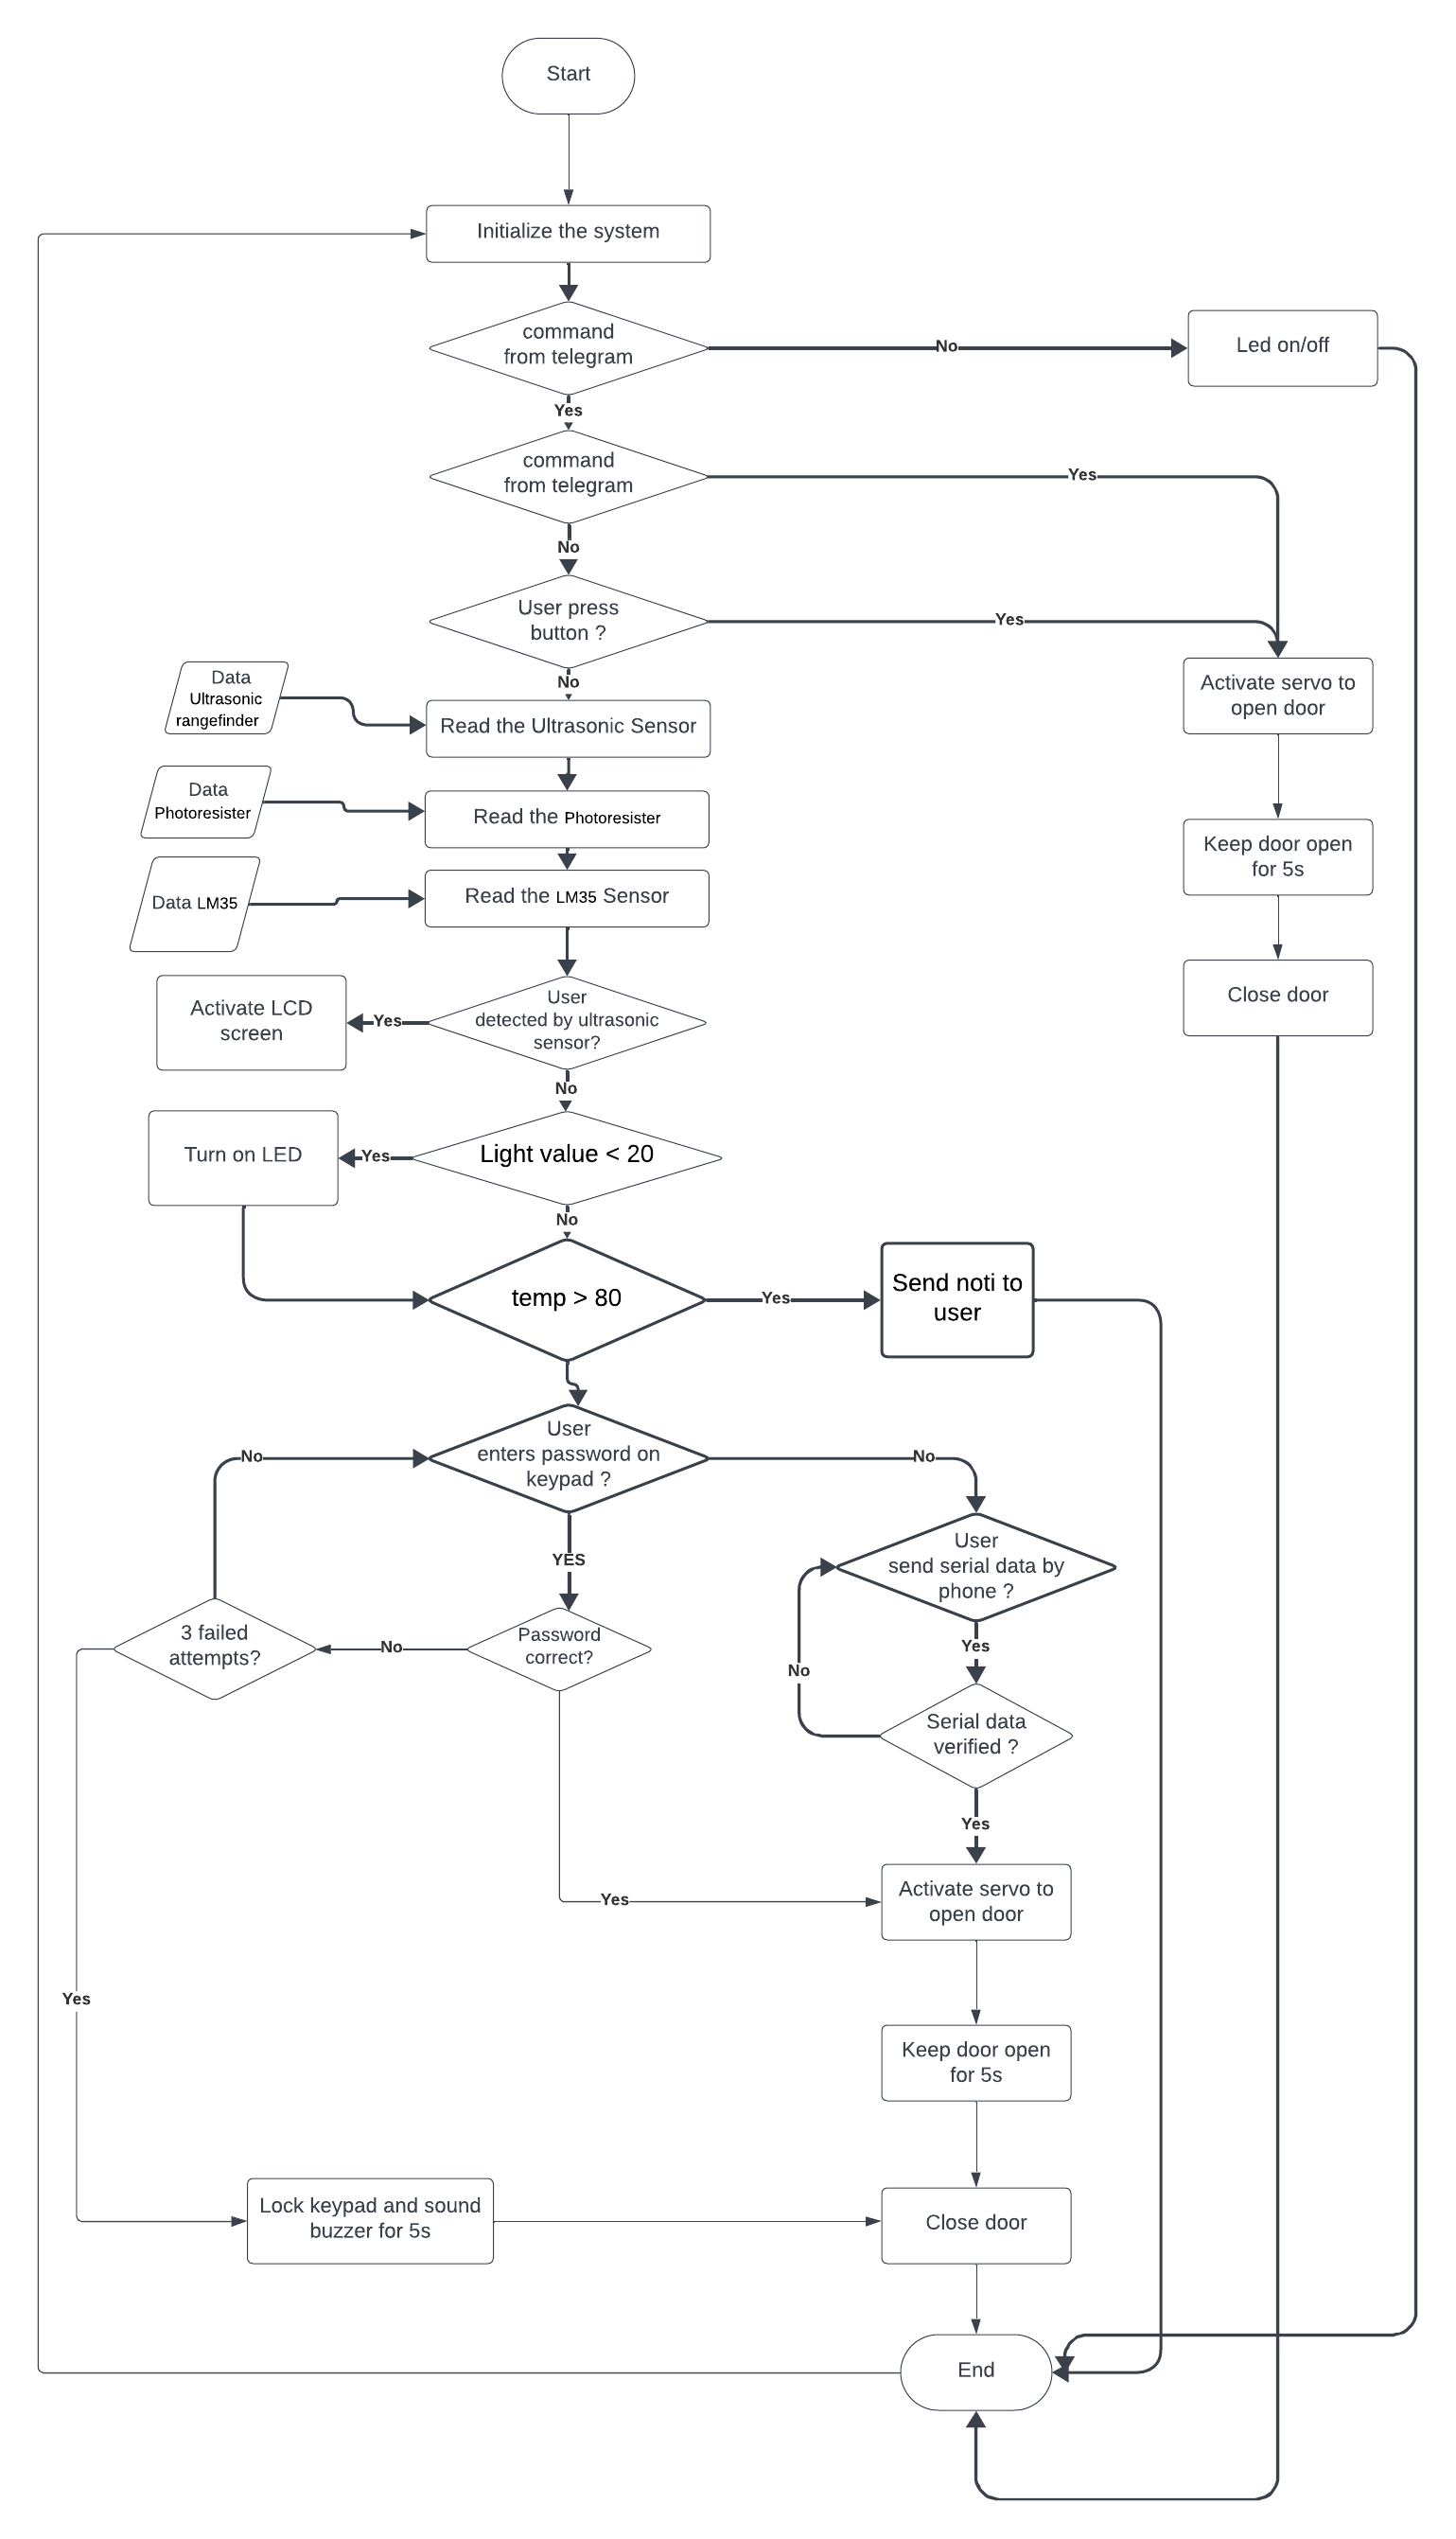 Start
Initialize the system
command
from telegram
No
Led on/off
Yes
command
from telegram
Yes
No
User press
button ?
Yes
No
Data
Ultrasonic
rangefinder
Read the Ultrasonic Sensor
Activate servo to
open door
Data
Photoresister
Read the Photoresister
Keep door open
for 5s
Data LM35
Read the LM35 Sensor
Activate LCD
screen
Yes
User
detected by ultrasonic
sensor?
Close door
No
Turn on LED
Yes
Light value < 20
No
temp > 80
Yes
Send noti to
user
No
User
enters password on
keypad ?
No
YES
User
send serial data by
phone ?
3 failed
attempts?
No
Password
correct?
Yes
No
Serial data
verified ?
Yes
Yes
Activate servo to
open door
Yes
Keep door open
for 5s
Lock keypad and sound
buzzer for 5s
Close door
End